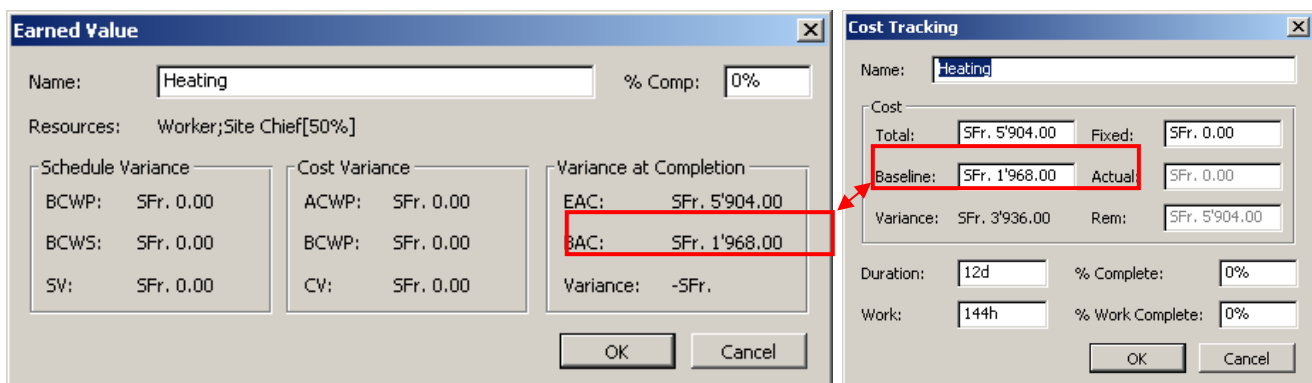 Earned Value
Name: Heating % Comp: 0%
Resources: Worker;Site Chief[50%]
Schedule Variance
BCWP: SFr. 0.00
BCWS: SFr. 0.00
SV: SFr. 0.00
Cost Variance
ACWP: SFr. 0.00
BCWP: SFr. 0.00
CV: SFr. 0.00
Variance at Completion
EAC: SFr. 5'904.00
BAC: SFr. 1'968.00
Variance: -SFr.
OK Cancel
Cost Tracking
Name: Heating
Cost
Total: SFr. 5'904.00 Fixed: SFr. 0.00
Baseline: SFr. 1'968.00 Actual: SFr. 0.00
Variance: SFr. 3'936.00 Rem: SFr. 5'904.00
Duration: 12d % Complete: 0%
Work: 144h % Work Complete: 0%
OK Cancel